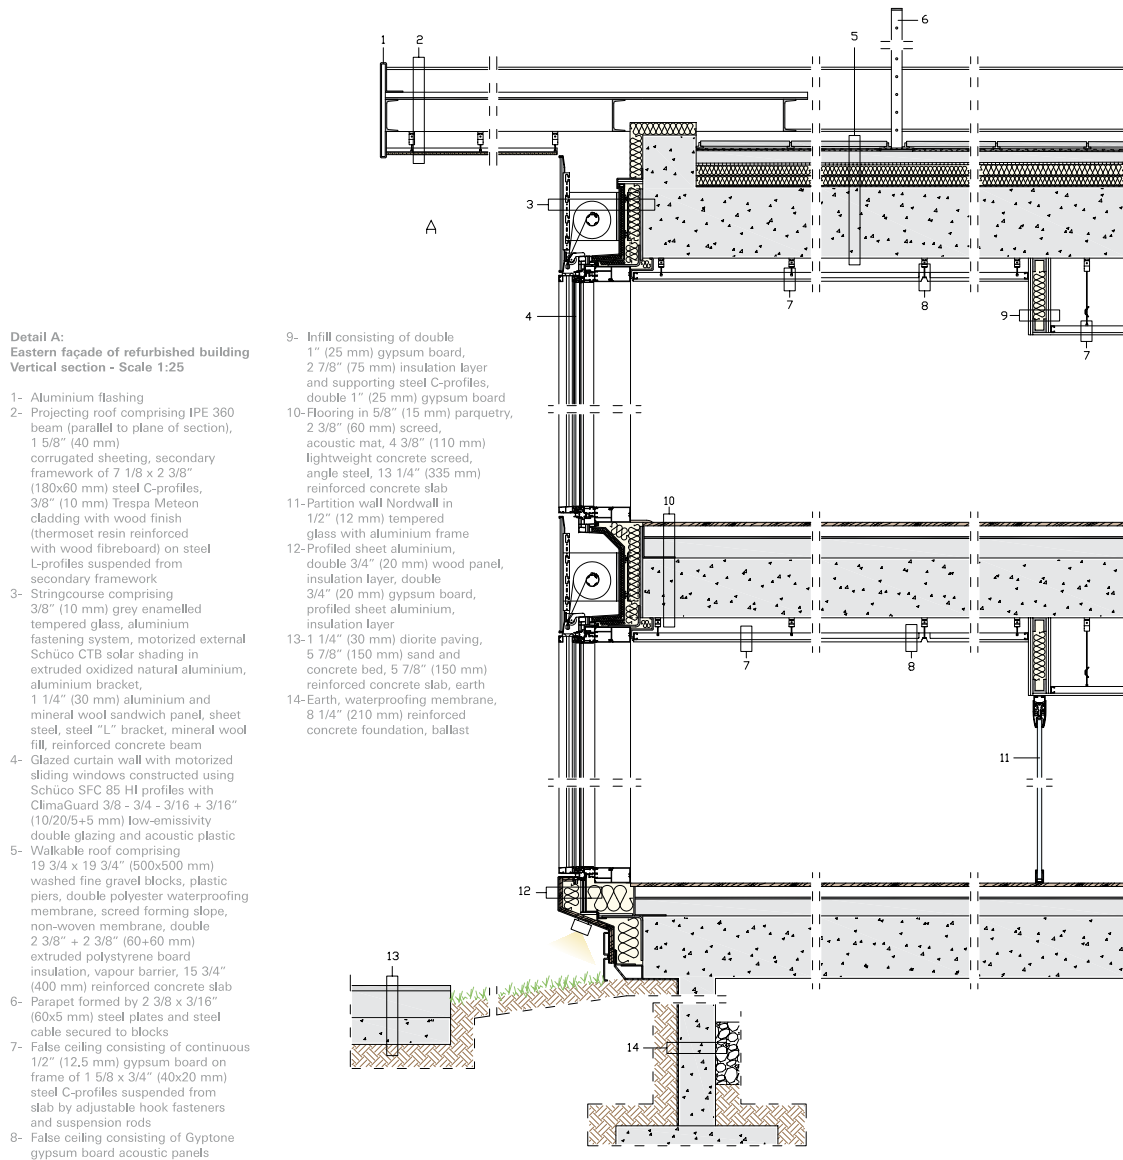 1
2
5
6
3
A
4
7
8
9
7
10
7
8
11
12
13
14
Detail A:
Eastern façade of refurbished building
Vertical section - Scale 1:25
1- Aluminium flashing
2- Projecting roof comprising IPE 360
beam (parallel to plane of section),
1 5/8” (40 mm)
corrugated sheeting, secondary
framework of 7 1/8 x 2 3/8”
(180x60 mm) steel C-profiles,
3/8” (10 mm) Trespa Meteon
cladding with wood finish
(thermoset resin reinforced
with wood fibreboard) on steel
L-profiles suspended from
secondary framework
3- Stringcourse comprising
3/8” (10 mm) grey enamelled
tempered glass, aluminium
fastening system, motorized external
Schüco CTB solar shading in
extruded oxidized natural aluminium,
aluminium bracket,
1 1/4” (30 mm) aluminium and
mineral wool sandwich panel, sheet
steel, steel “L” bracket, mineral wool
fill, reinforced concrete beam
4- Glazed curtain wall with motorized
sliding windows constructed using
Schüco SFC 85 HI profiles with
ClimaGuard 3/8 - 3/4 - 3/16 + 3/16”
(10/20/5+5 mm) low-emissivity
double glazing and acoustic plastic
5- Walkable roof comprising
19 3/4 x 19 3/4” (500x500 mm)
washed fine gravel blocks, plastic
piers, double polyester waterproofing
membrane, screed forming slope,
non-woven membrane, double
2 3/8” + 2 3/8” (60+60 mm)
extruded polystyrene board
insulation, vapour barrier, 15 3/4”
(400 mm) reinforced concrete slab
6- Parapet formed by 2 3/8 x 3/16”
(60x5 mm) steel plates and steel
cable secured to blocks
7- False ceiling consisting of continuous
1/2” (12.5 mm) gypsum board on
frame of 1 5/8 x 3/4” (40x20 mm)
steel C-profiles suspended from
slab by adjustable hook fasteners
and suspension rods
8- False ceiling consisting of Gyptone
gypsum board acoustic panels
9- Infill consisting of double
1” (25 mm) gypsum board,
2 7/8” (75 mm) insulation layer
and supporting steel C-profiles,
double 1” (25 mm) gypsum board
10-Flooring in 5/8” (15 mm) parquetry,
2 3/8” (60 mm) screed,
acoustic mat, 4 3/8” (110 mm)
lightweight concrete screed,
angle steel, 13 1/4” (335 mm)
reinforced concrete slab
11-Partition wall Nordwall in
1/2” (12 mm) tempered
glass with aluminium frame
12-Profiled sheet aluminium,
double 3/4” (20 mm) wood panel,
insulation layer, double
3/4” (20 mm) gypsum board,
profiled sheet aluminium,
insulation layer
13-1 1/4” (30 mm) diorite paving,
5 7/8” (150 mm) sand and
concrete bed, 5 7/8” (150 mm)
reinforced concrete slab, earth
14-Earth, waterproofing membrane,
8 1/4” (210 mm) reinforced
concrete foundation, ballast